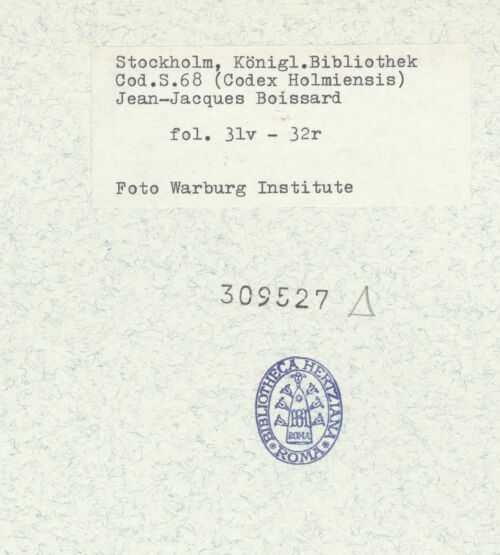 Stockholm, Königl.Bibliothek
Cod.S.68 (Codex Holmiensis)
Jean-Jacques Boissard
fol. 31v - 32r
Foto Warburg Institute
309527 Δ
BIBLIOTHECA HERTZIANA
BH
ROMA
* ROMA *